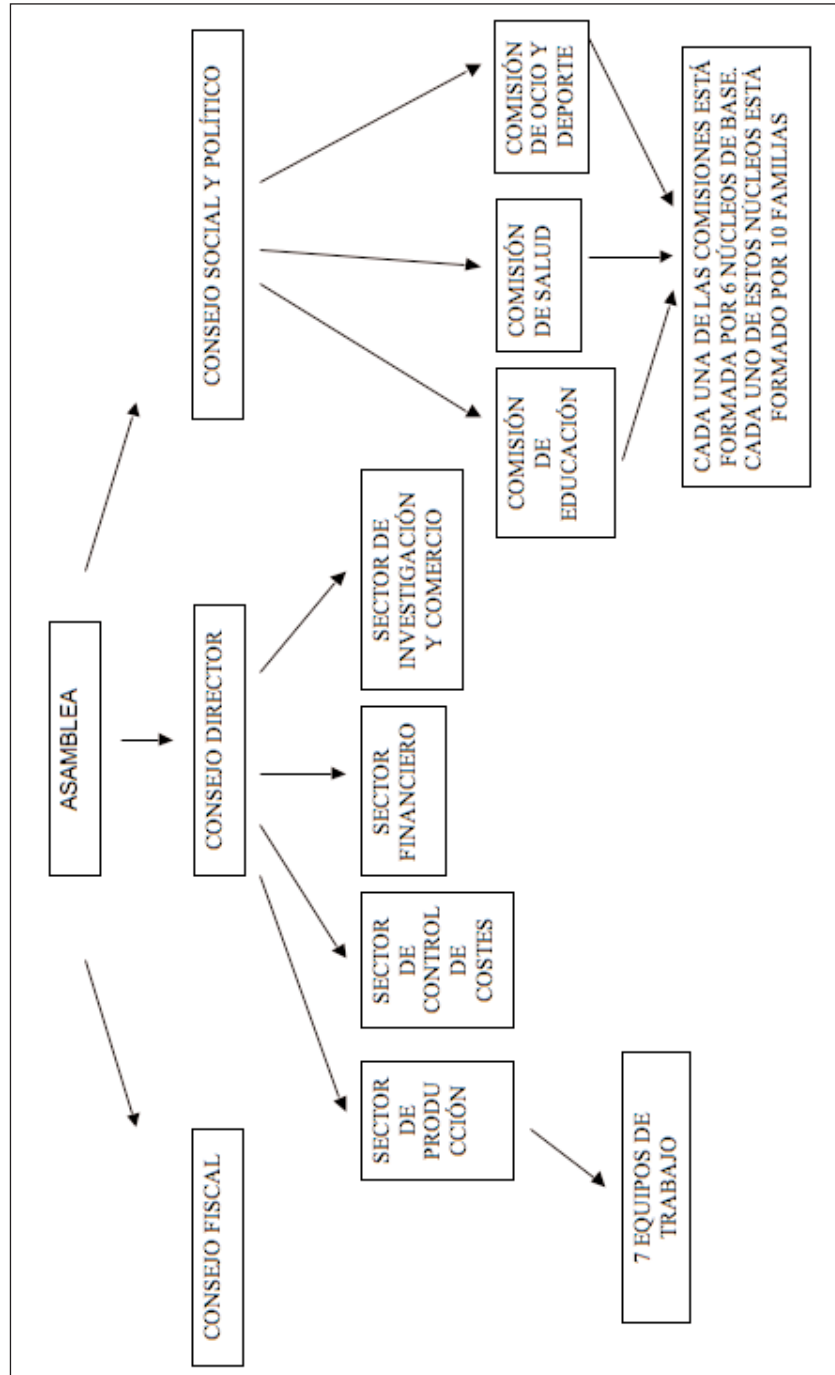 ASAMBLEA
CONSEJO FISCAL
CONSEJO DIRECTOR
CONSEJO SOCIAL Y POLÍTICO
SECTOR
DE
PRODU
CCIÓN
SECTOR
DE
CONTROL
DE
COSTES
SECTOR
FINANCIERO
SECTOR DE
INVESTIGACIÓN
Y COMERCIO
COMISIÓN
DE
EDUCACIÓN
COMISIÓN
DE SALUD
COMISIÓN
DE OCIO Y
DEPORTE
7 EQUIPOS DE
TRABAJO
CADA UNA DE LAS COMISIONES ESTÁ
FORMADA POR 6 NÚCLEOS DE BASE.
CADA UNO DE ESTOS NÚCLEOS ESTÁ
FORMADO POR 10 FAMILIAS